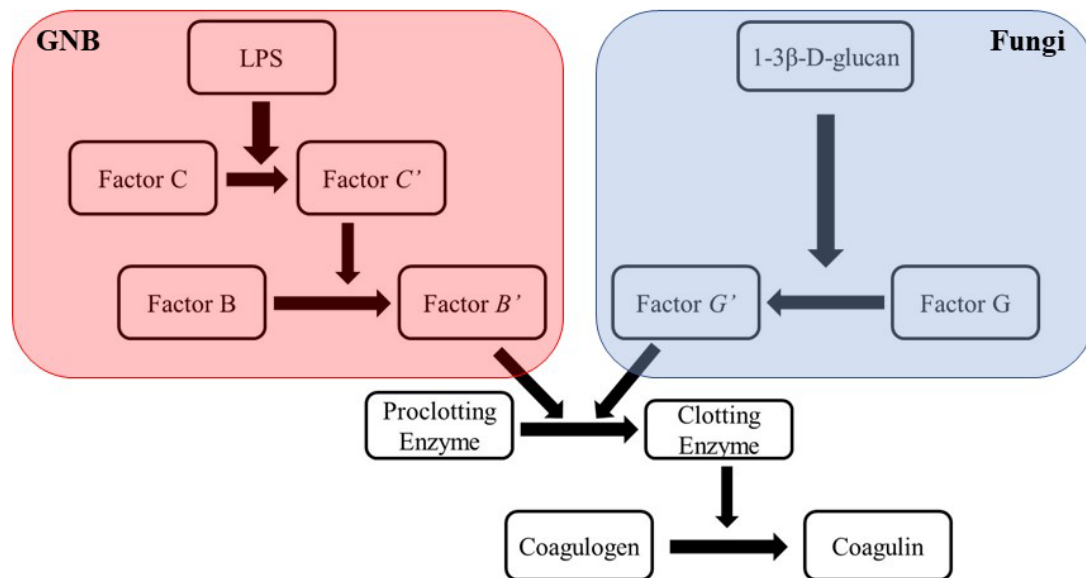 GNB
Fungi
LPS
1-3β-D-glucan
Factor C
Factor C’
Factor B
Factor B’
Factor G’
Factor G
Proclotting
Enzyme
Clotting
Enzyme
Coagulogen
Coagulin